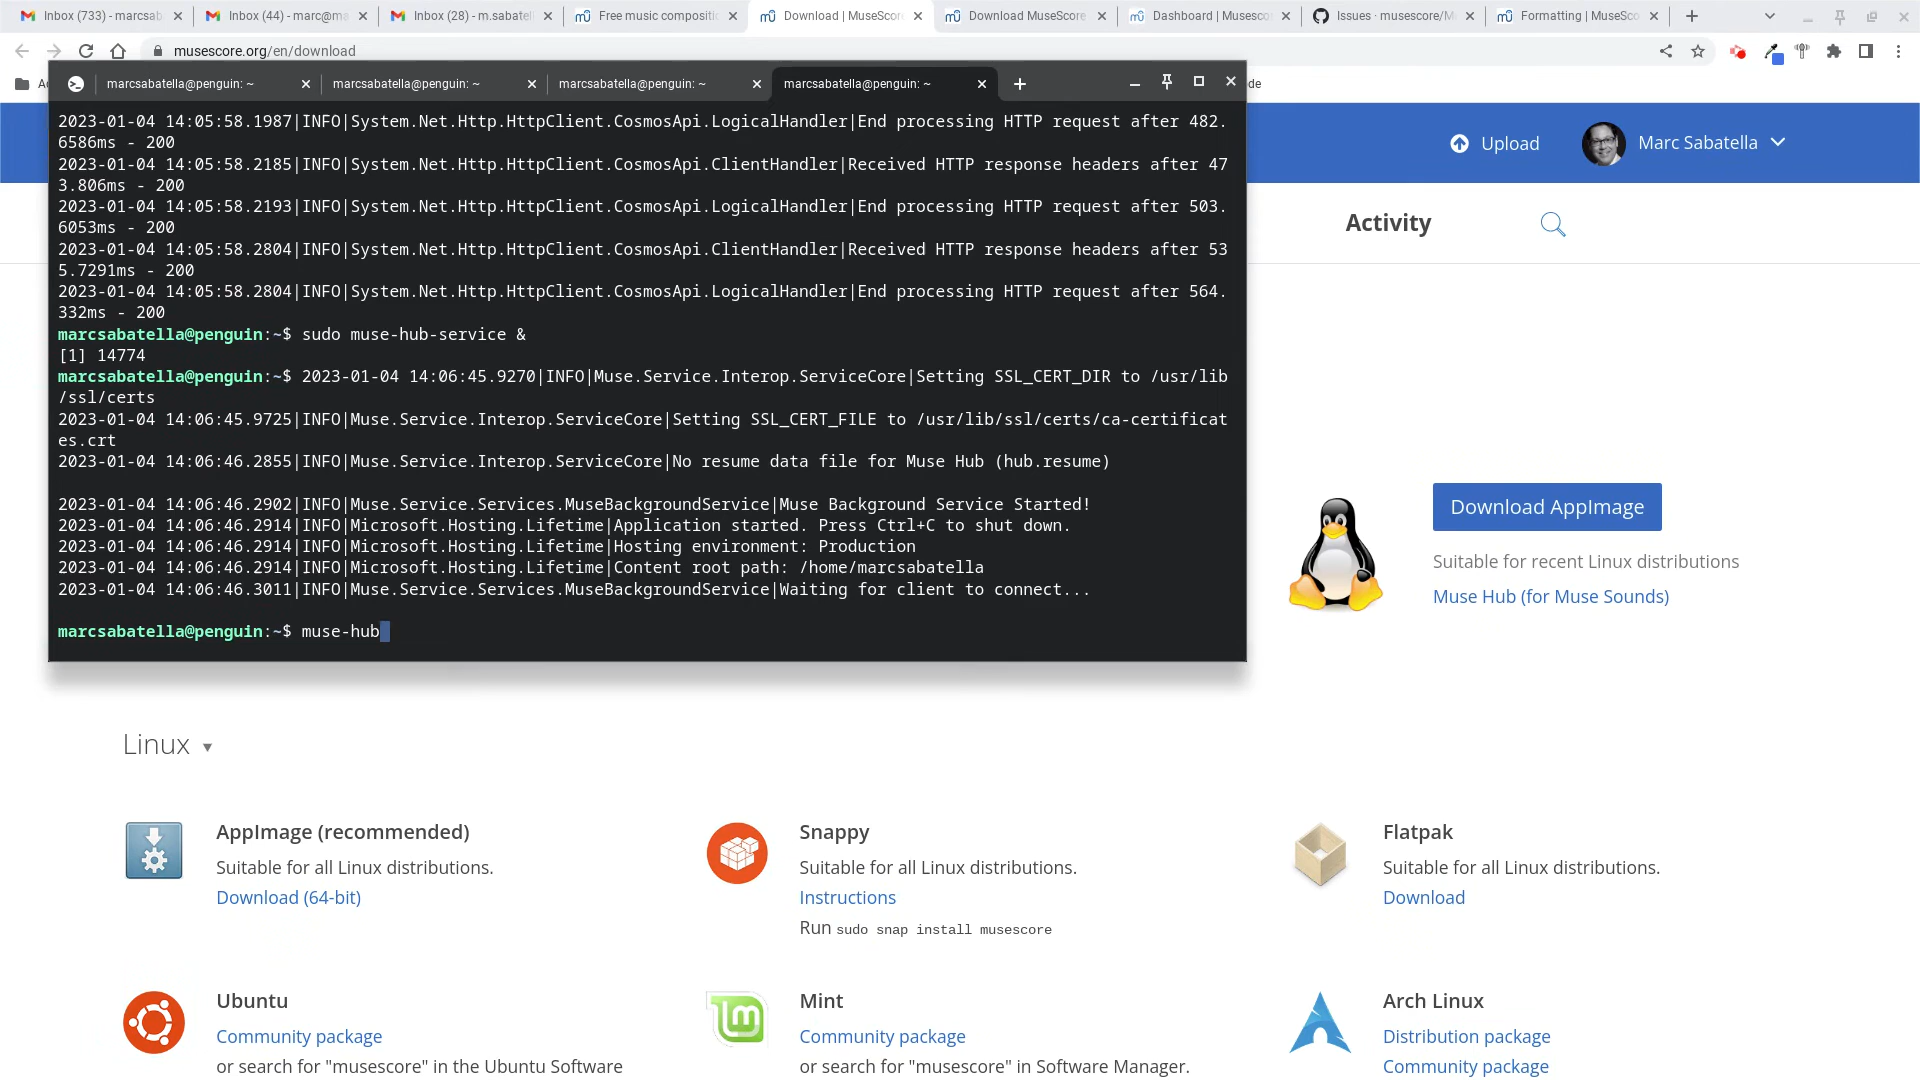 Inbox (733) - marcsab
Inbox (44) - marc@ma
Inbox (28) - m.sabatell
Free music compositi
Download | MuseScore
Download MuseScore
Dashboard | Musescor
Issues · musescore/M
Formatting | MuseSco
musescore.org/en/download
marcsabatella@penguin: ~
marcsabatella@penguin: ~
marcsabatella@penguin: ~
marcsabatella@penguin: ~
de
2023-01-04 14:05:58.1987|INFO|System.Net.Http.HttpClient.CosmosApi.LogicalHandler|End processing HTTP request after 482.
6586ms - 200
2023-01-04 14:05:58.2185|INFO|System.Net.Http.HttpClient.CosmosApi.ClientHandler|Received HTTP response headers after 47
3.806ms - 200
2023-01-04 14:05:58.2193|INFO|System.Net.Http.HttpClient.CosmosApi.LogicalHandler|End processing HTTP request after 503.
6053ms - 200
2023-01-04 14:05:58.2804|INFO|System.Net.Http.HttpClient.CosmosApi.ClientHandler|Received HTTP response headers after 53
5.7291ms - 200
2023-01-04 14:05:58.2804|INFO|System.Net.Http.HttpClient.CosmosApi.LogicalHandler|End processing HTTP request after 564.
332ms - 200
marcsabatella@penguin:~$ sudo muse-hub-service &
[1] 14774
marcsabatella@penguin:~$ 2023-01-04 14:06:45.9270|INFO|Muse.Service.Interop.ServiceCore|Setting SSL_CERT_DIR to /usr/lib
/ssl/certs
2023-01-04 14:06:45.9725|INFO|Muse.Service.Interop.ServiceCore|Setting SSL_CERT_FILE to /usr/lib/ssl/certs/ca-certificat
es.crt
2023-01-04 14:06:46.2855|INFO|Muse.Service.Interop.ServiceCore|No resume data file for Muse Hub (hub.resume)
2023-01-04 14:06:46.2902|INFO|Muse.Service.Services.MuseBackgroundService|Muse Background Service Started!
2023-01-04 14:06:46.2914|INFO|Microsoft.Hosting.Lifetime|Application started. Press Ctrl+C to shut down.
2023-01-04 14:06:46.2914|INFO|Microsoft.Hosting.Lifetime|Hosting environment: Production
2023-01-04 14:06:46.2914|INFO|Microsoft.Hosting.Lifetime|Content root path: /home/marcsabatella
2023-01-04 14:06:46.3011|INFO|Muse.Service.Services.MuseBackgroundService|Waiting for client to connect...
marcsabatella@penguin:~$ muse-hub
Upload
Marc Sabatella
Activity
Download AppImage
Suitable for recent Linux distributions
Muse Hub (for Muse Sounds)
Linux
AppImage (recommended)
Suitable for all Linux distributions.
Download (64-bit)
Snappy
Suitable for all Linux distributions.
Instructions
Run sudo snap install musescore
Flatpak
Suitable for all Linux distributions.
Download
Ubuntu
Community package
or search for "musescore" in the Ubuntu Software
Mint
Community package
or search for "musescore" in Software Manager.
Arch Linux
Distribution package
Community package